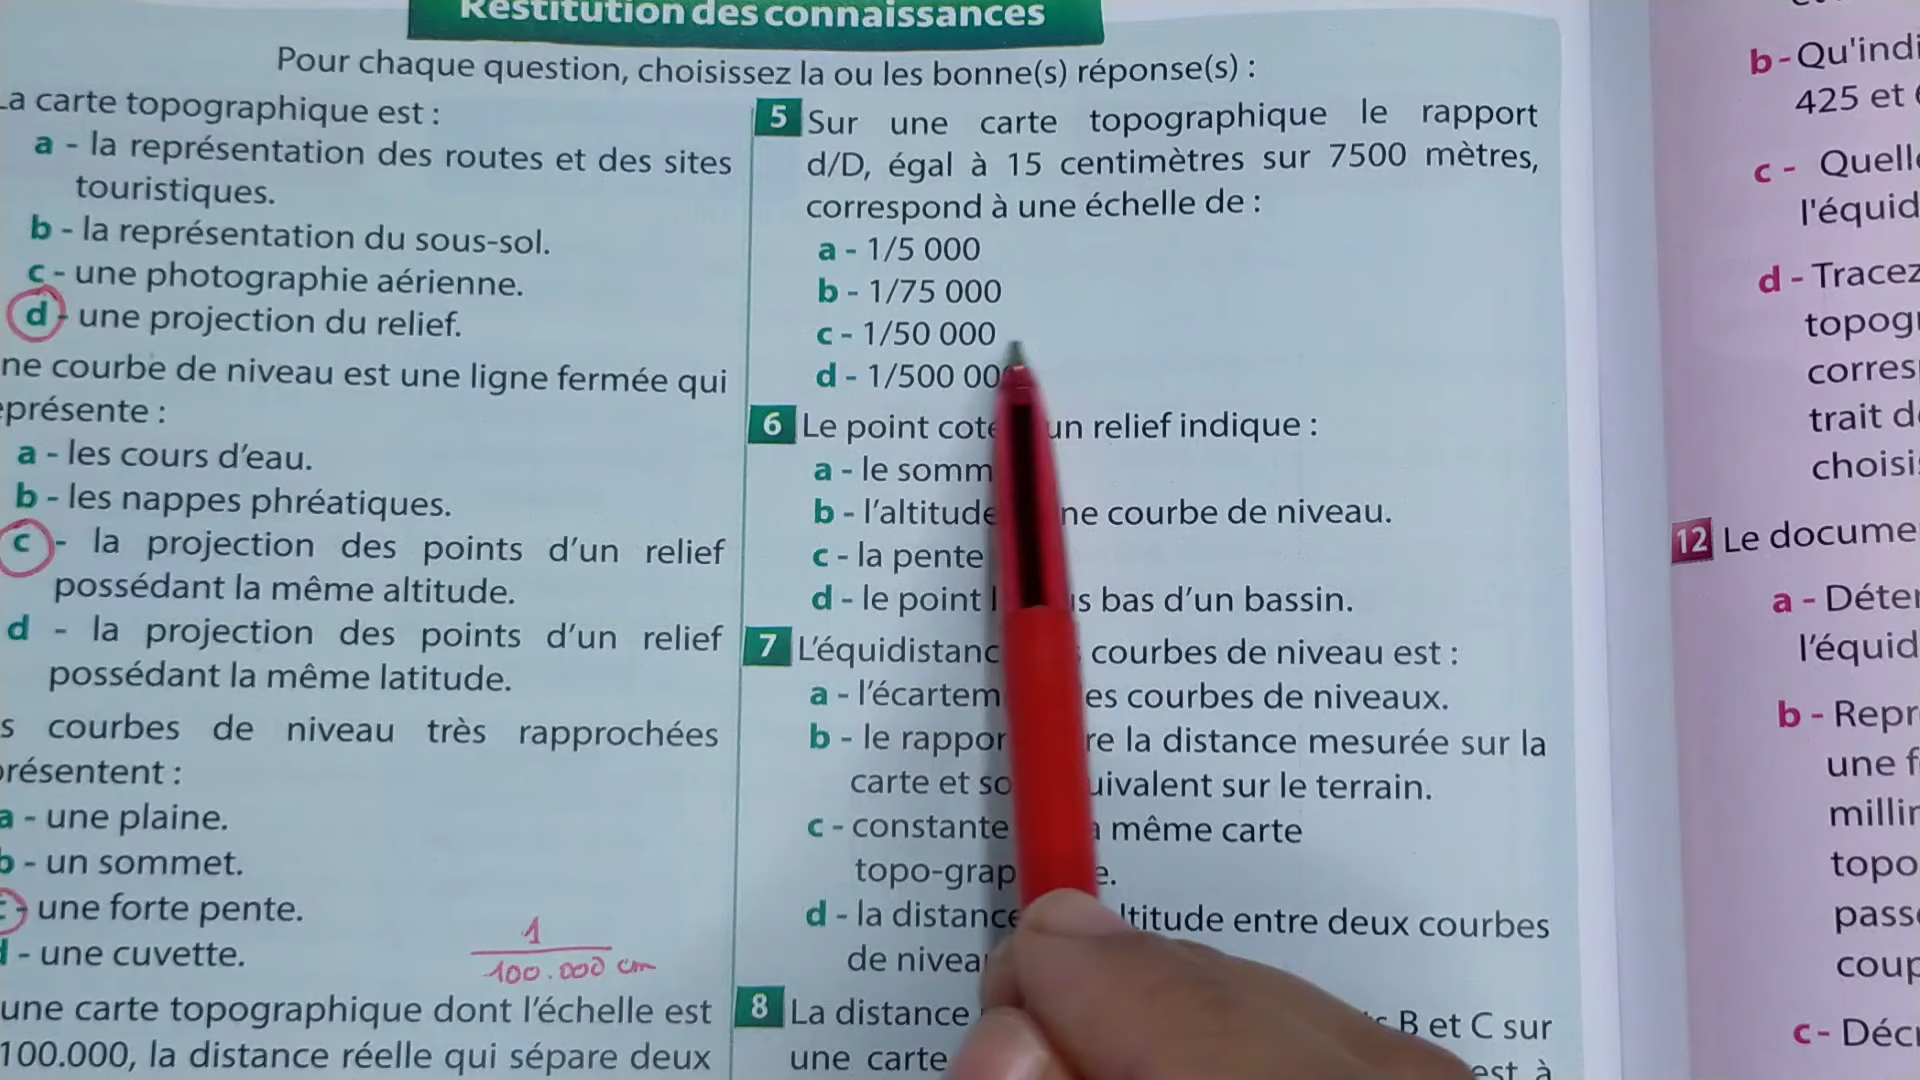 Restitution des connaissances
Pour chaque question, choisissez la ou les bonne(s) réponse(s) :
La carte topographique est :
a - la représentation des routes et des sites
touristiques.
b - la représentation du sous-sol.
c - une photographie aérienne.
d - une projection du relief.
ne courbe de niveau est une ligne fermée qui
eprésente :
a - les cours d'eau.
b - les nappes phréatiques.
c - la projection des points d'un relief
possédant la même altitude.
d - la projection des points d'un relief
possédant la même latitude.
s courbes de niveau très rapprochées
présentent :
a - une plaine.
b - un sommet.
c - une forte pente.
d - une cuvette.
1
100.000 cm
une carte topographique dont l'échelle est
100.000, la distance réelle qui sépare deux
5 Sur une carte topographique le rapport
d/D, égal à 15 centimètres sur 7500 mètres,
correspond à une échelle de :
a - 1/5 000
b - 1/75 000
c - 1/50 000
d - 1/500 00
6 Le point cot un relief indique :
a - le somm
b - l'altitude ne courbe de niveau.
c - la pente
d - le point l s bas d'un bassin.
7 L'équidistanc courbes de niveau est :
a - l'écartem es courbes de niveaux.
b - le rappor re la distance mesurée sur la
carte et so uivalent sur le terrain.
c - constante même carte
topo-grap e.
d - la distance ltitude entre deux courbes
de nivea
8 La distance B et C sur
une carte est à
b - Qu'indi
425 et
c - Quelle
l'équid
d - Tracez
topogr
corres
trait d
choisi
12 Le docume
a - Déter
l'équid
b - Repr
une f
millin
topo
pass
coup
c - Décr